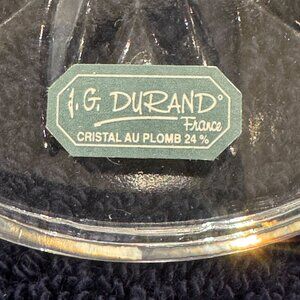 J. G. DURAND
France
CRISTAL AU PLOMB 24 %